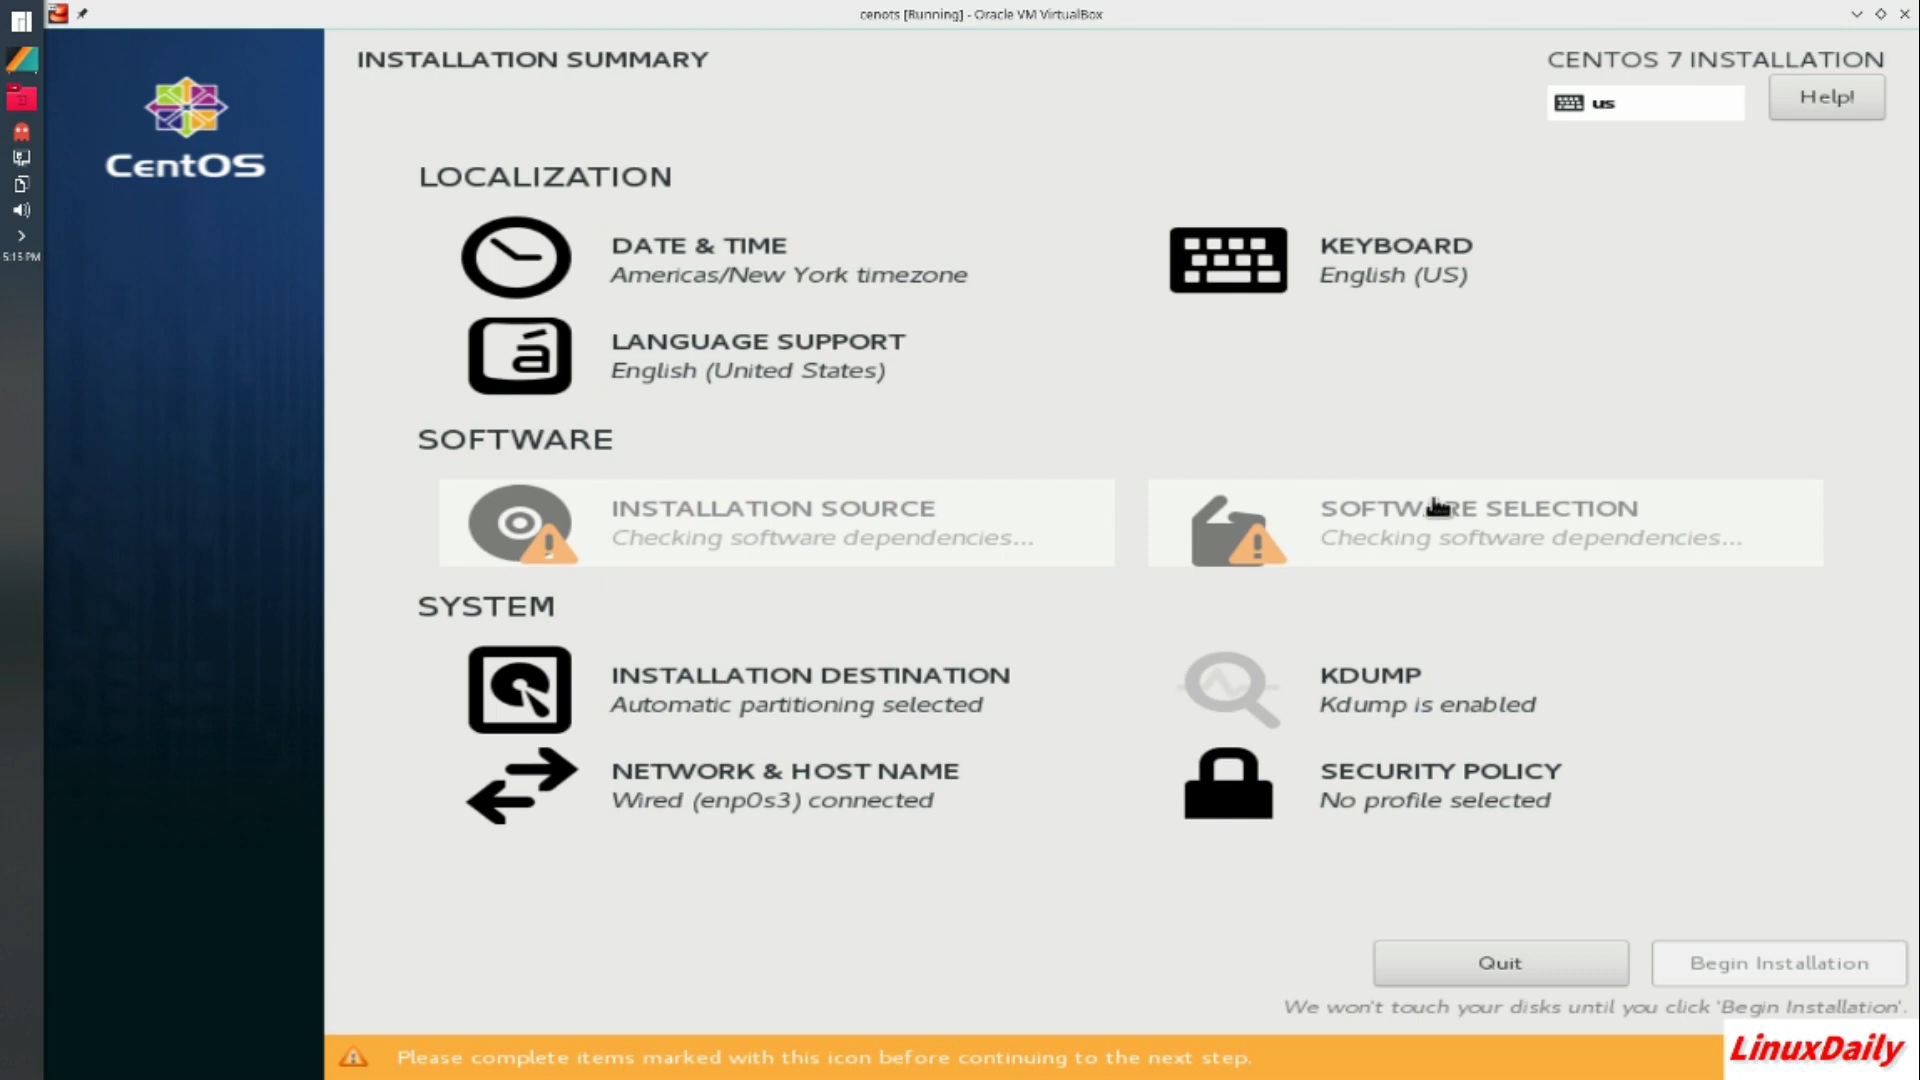 cenots [Running] - Oracle VM VirtualBox
5:15 PM
CentOS
INSTALLATION SUMMARY
CENTOS 7 INSTALLATION
us
Help!
LOCALIZATION
DATE & TIME
Americas/New York timezone
KEYBOARD
English (US)
á
LANGUAGE SUPPORT
English (United States)
SOFTWARE
INSTALLATION SOURCE
Checking software dependencies...
SOFTWARE SELECTION
Checking software dependencies...
SYSTEM
INSTALLATION DESTINATION
Automatic partitioning selected
KDUMP
Kdump is enabled
NETWORK & HOST NAME
Wired (enp0s3) connected
SECURITY POLICY
No profile selected
Quit
Begin Installation
We won't touch your disks until you click 'Begin Installation'.
Please complete items marked with this icon before continuing to the next step.
LinuxDaily